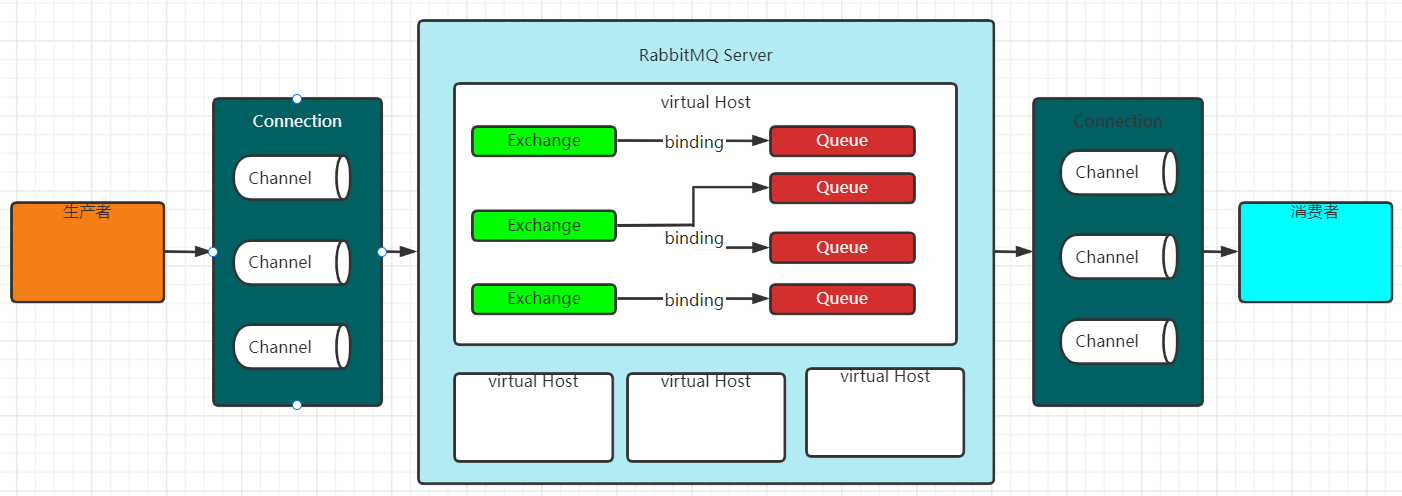 生产者
Connection
Channel
Channel
Channel
RabbitMQ Server
virtual Host
Exchange
binding
Queue
Queue
Exchange
binding
Queue
Exchange
binding
Queue
virtual Host
virtual Host
virtual Host
Connection
Channel
Channel
Channel
消费者